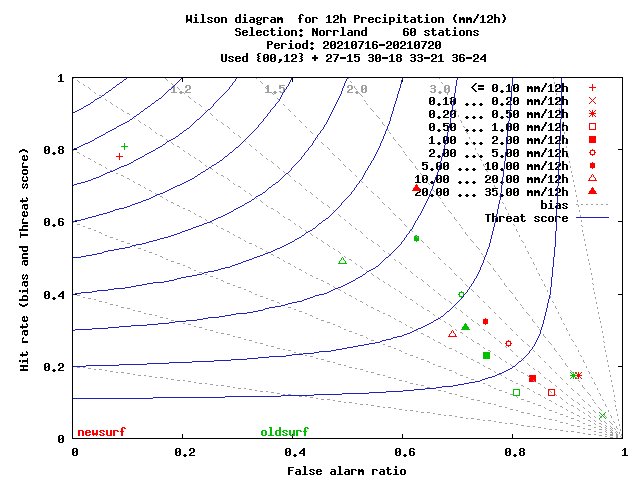 Wilson diagram for 12h Precipitation (mm/12h)
Selection: Norrland 60 stations
Period: 20210716-20210720
Used {00,12} + 27-15 30-18 33-21 36-24
1
1.2 1.5 2.0 3.0
<= 0.10 mm/12h
0.10 ... 0.20 mm/12h
0.20 ... 0.50 mm/12h
0.50 ... 1.00 mm/12h
1.00 ... 2.00 mm/12h
2.00 ... 5.00 mm/12h
5.00 ... 10.00 mm/12h
10.00 ... 20.00 mm/12h
20.00 ... 35.00 mm/12h
bias
Threat score
0.8
0.6
0.4
0.2
0
Hit rate (bias and Threat score)
newsurf oldsurf
0 0.2 0.4 0.6 0.8 1
False alarm ratio